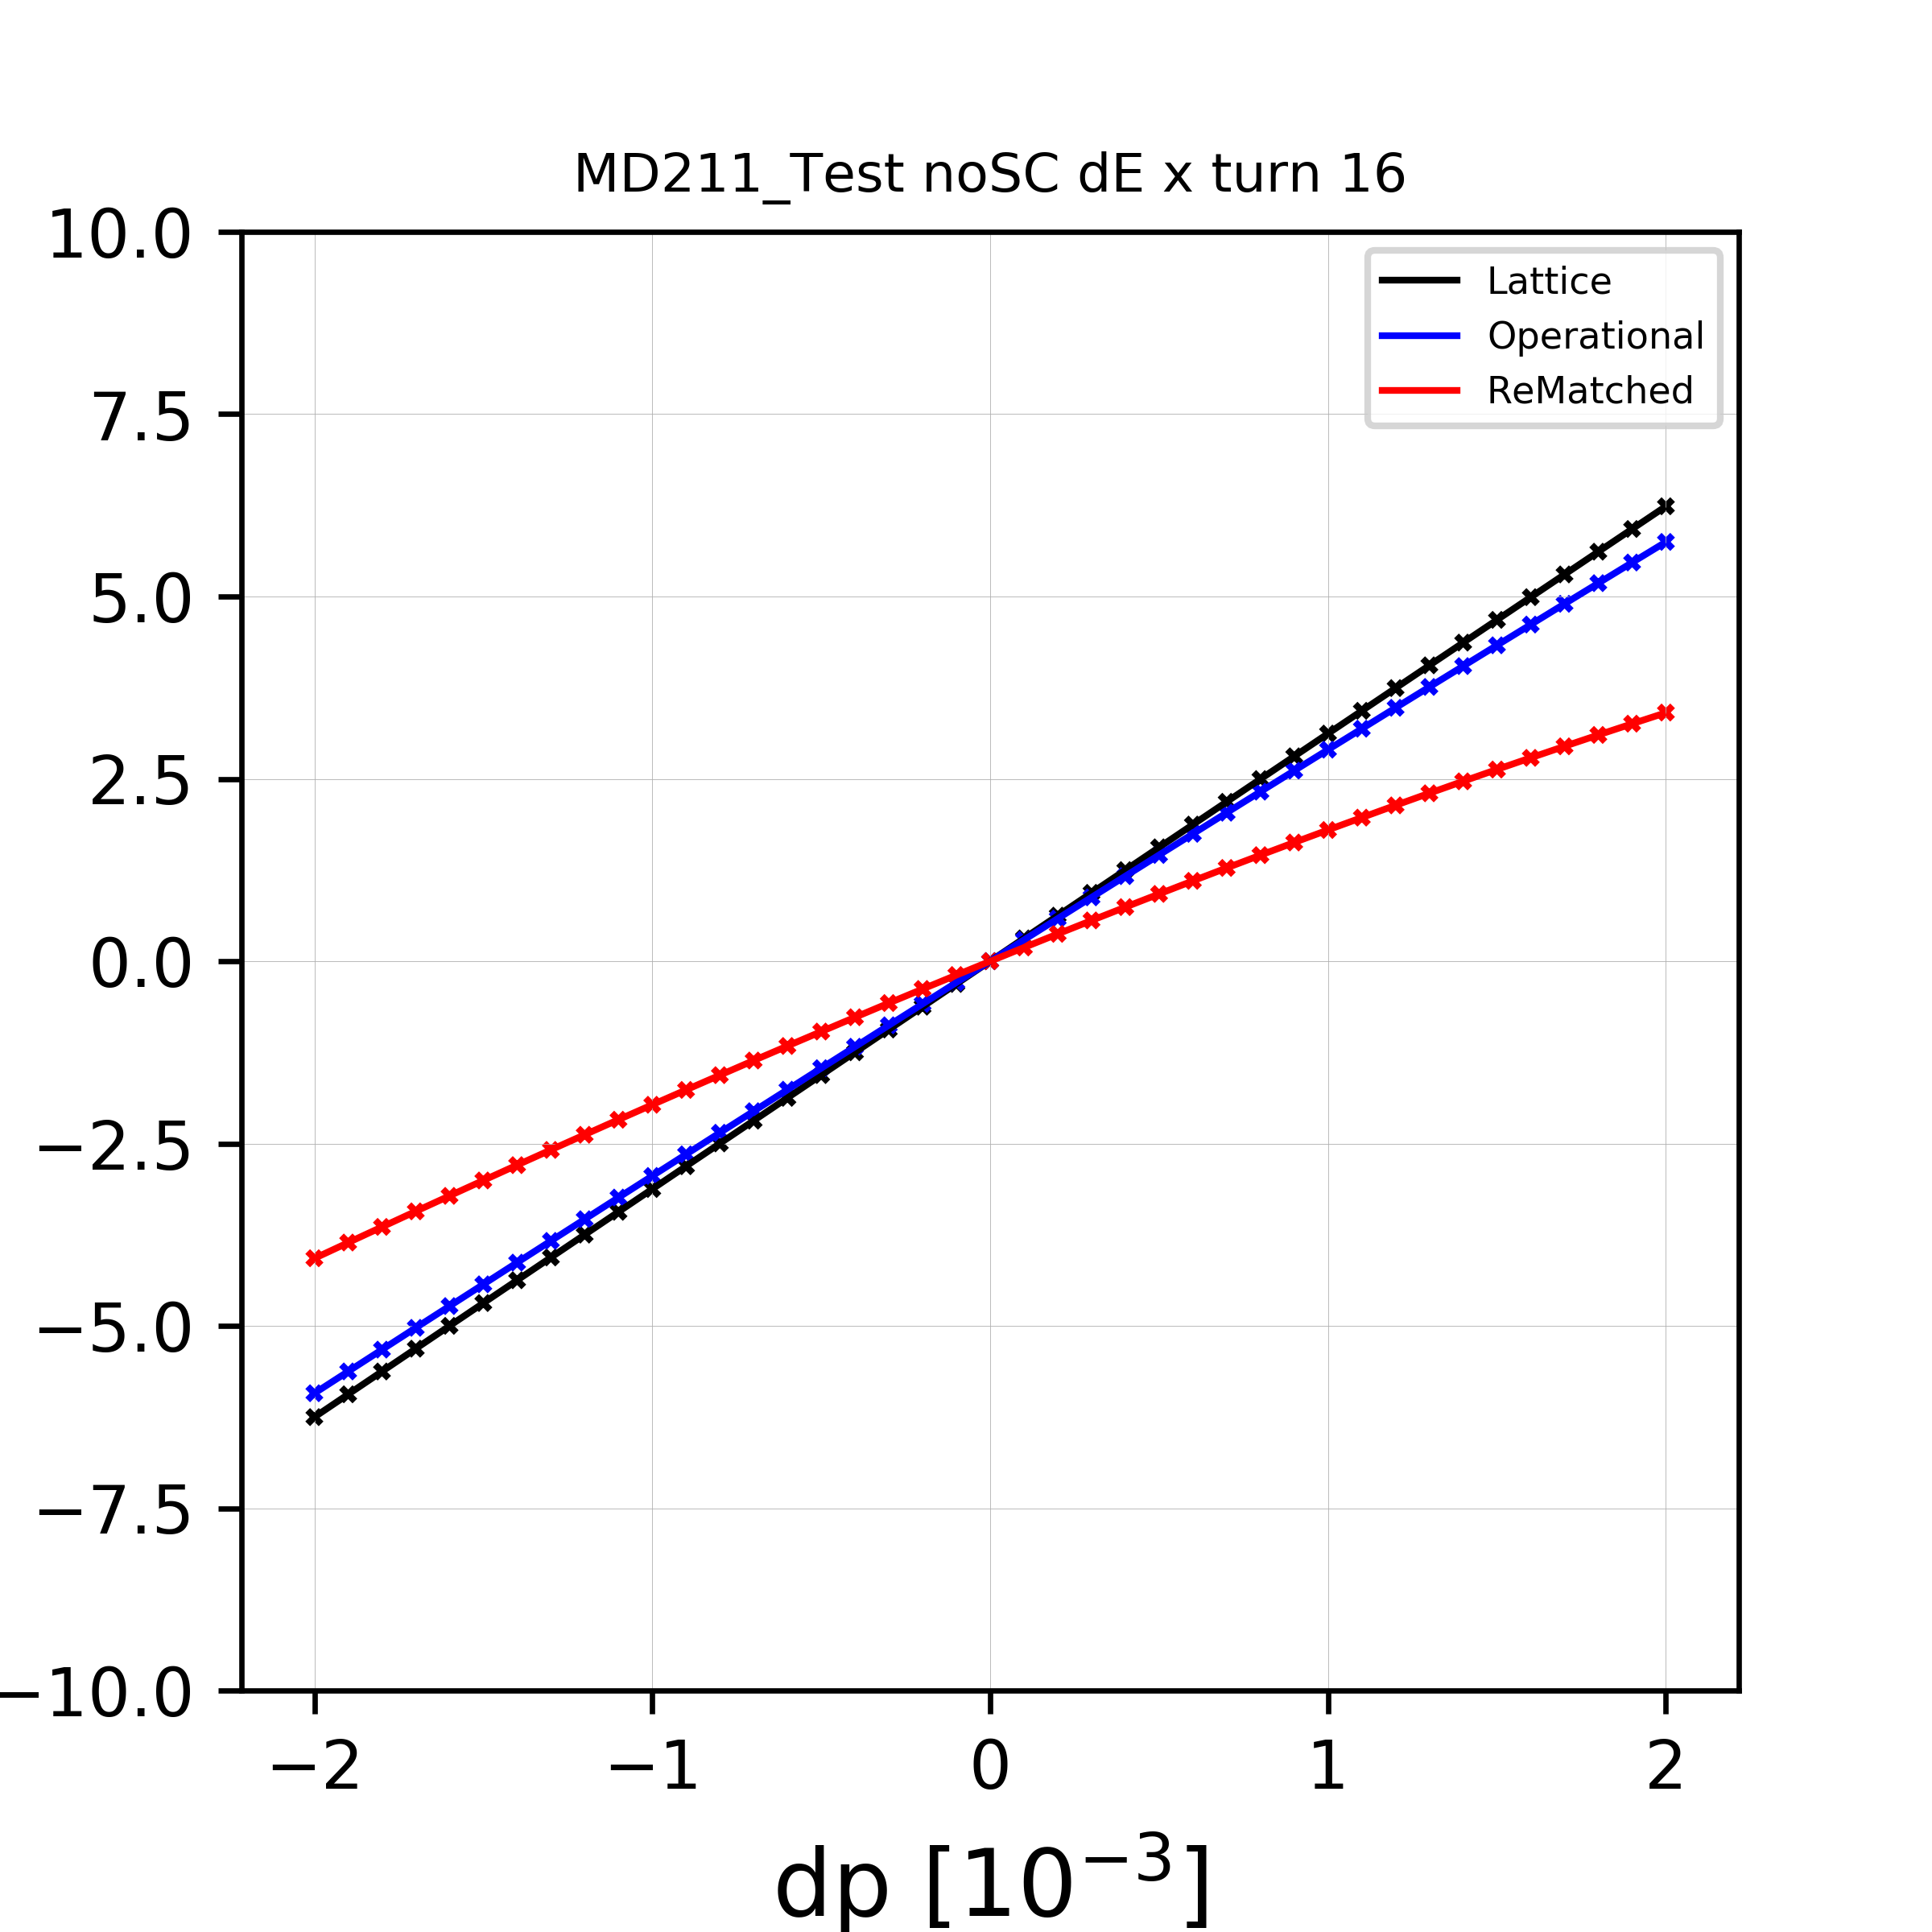 MD211_Test noSC dE x turn 16
10.0
7.5
5.0
2.5
0.0
−2.5
−5.0
−7.5
−10.0
Lattice
Operational
ReMatched
−2 −1 0 1 2
dp [10⁻³]